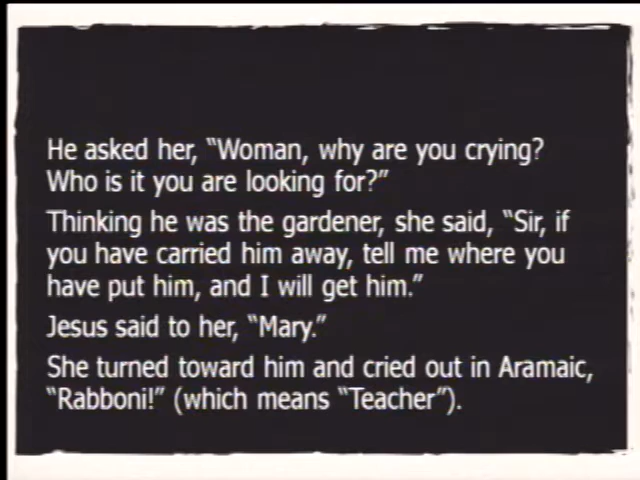 He asked her, “Woman, why are you crying?
Who is it you are looking for?”
Thinking he was the gardener, she said, “Sir, if
you have carried him away, tell me where you
have put him, and I will get him.”
Jesus said to her, “Mary.”
She turned toward him and cried out in Aramaic,
“Rabboni!” (which means “Teacher”).